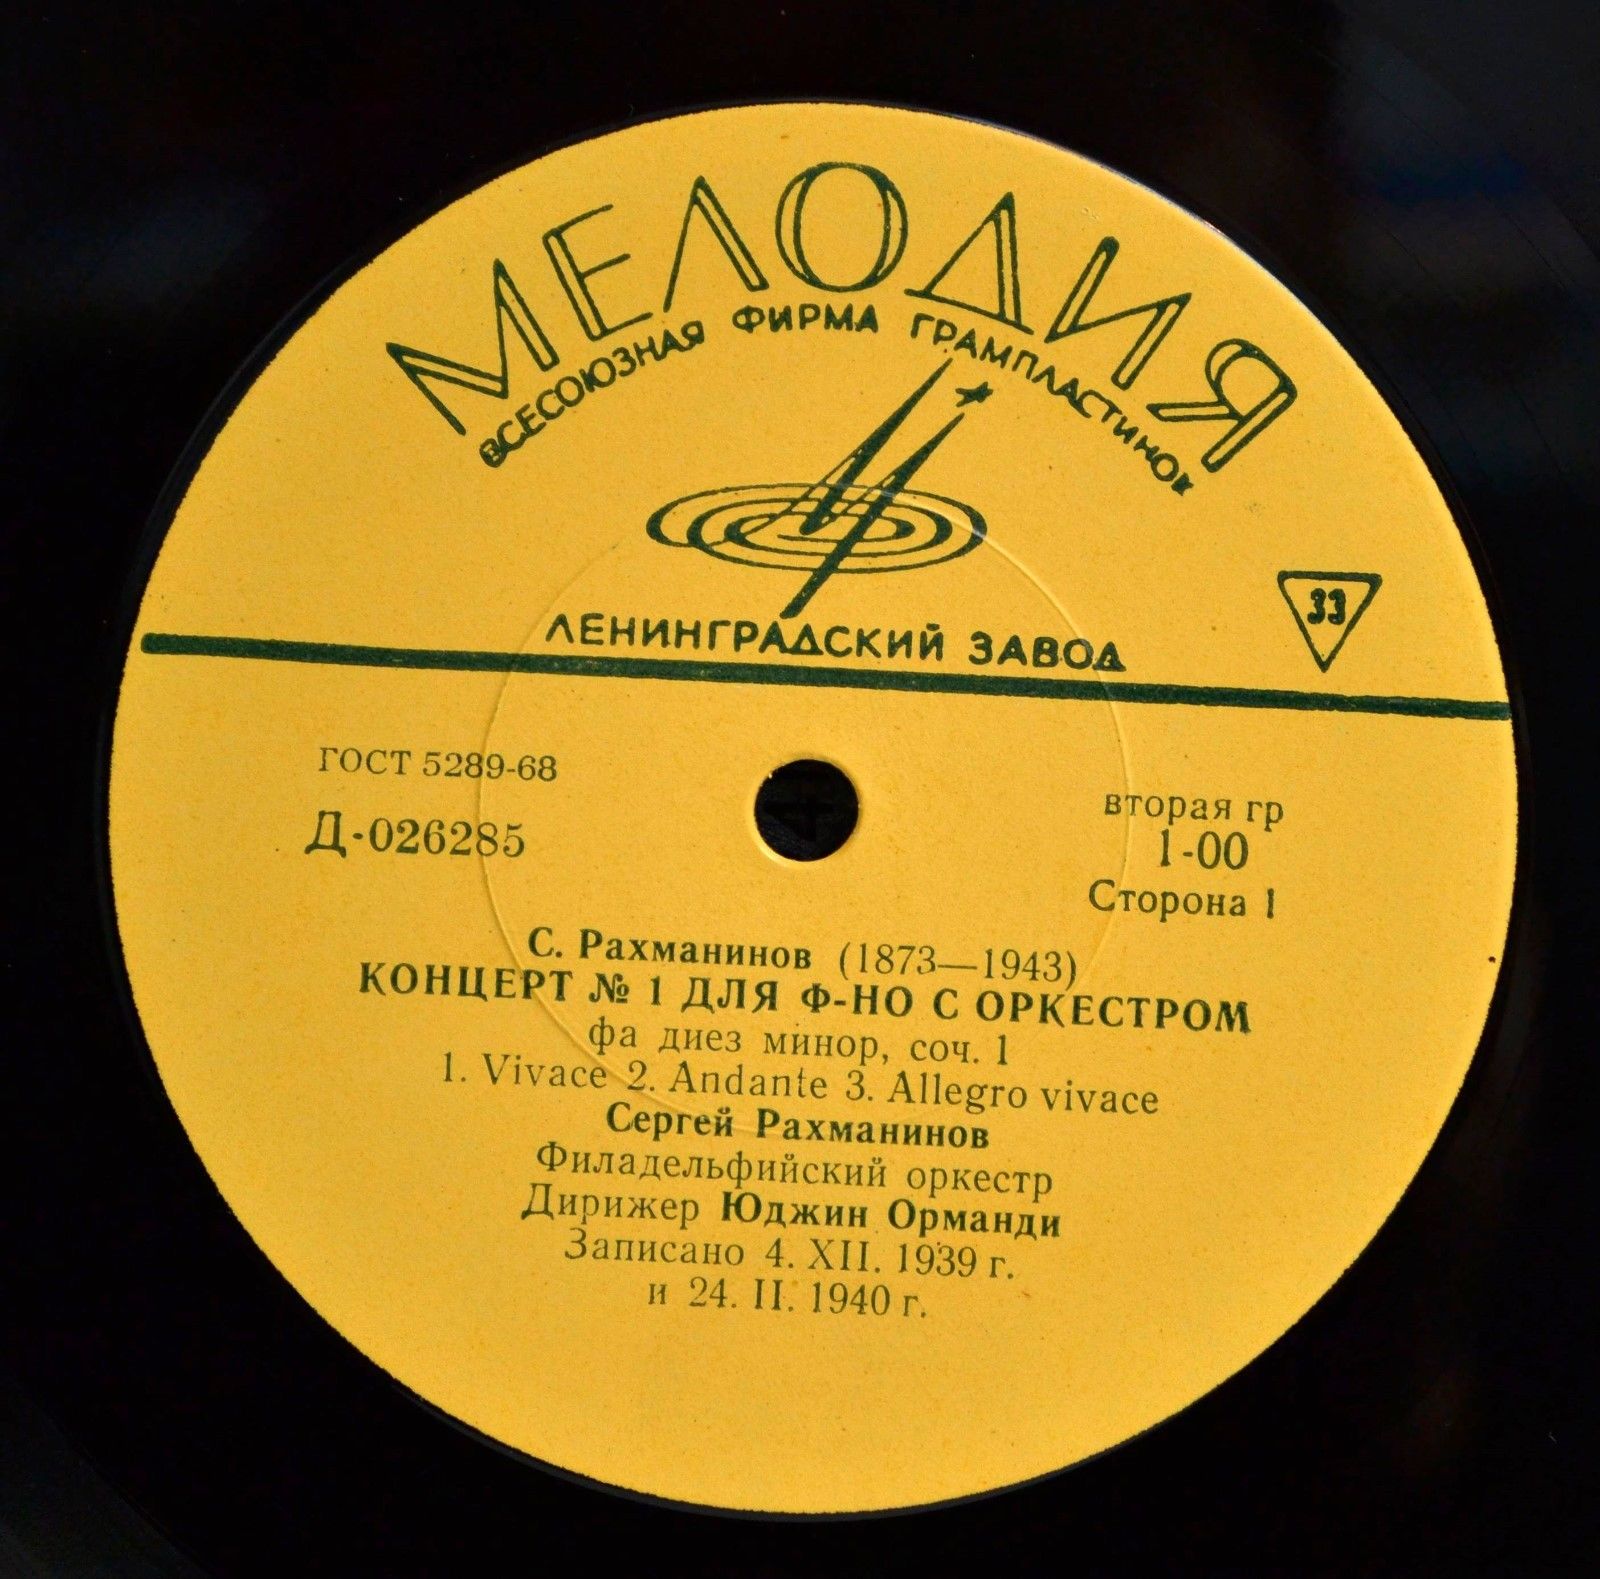 МЕЛОДИЯ
ВСЕСОЮЗНАЯ ФИРМА ГРАМПЛАСТИНОК
ЛЕНИНГРАДСКИЙ ЗАВОД
33
ГОСТ 5289-68
Д-026285
вторая гр
1-00
Сторона 1
С. Рахманинов (1873—1943)
КОНЦЕРТ № 1 ДЛЯ Ф-НО С ОРКЕСТРОМ
фа диез минор, соч. 1
1. Vivace 2. Andante 3. Allegro vivace
Сергей Рахманинов
Филадельфийский оркестр
Дирижер Юджин Орманди
Записано 4. XII. 1939 г.
и 24. II. 1940 г.